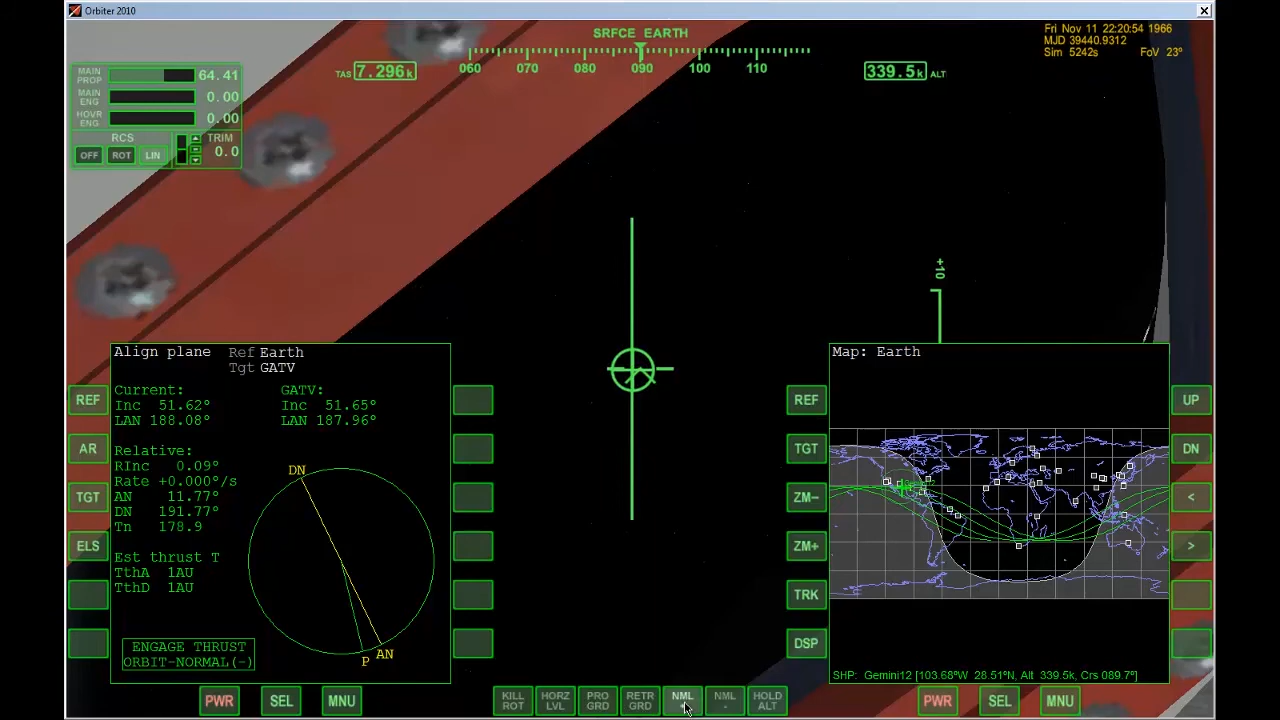 Orbiter 2010
Fri Nov 11 22:20:54 1966
MJD 39440.9312
Sim 5242s FoV 23°
SRFCE EARTH
060 070 080 090 100 110
TAS 7.296k
339.5k ALT
MAIN PROP 64.41
MAIN ENG 0.00
HOVR ENG 0.00
RCS
TRIM
OFF ROT LIN
0.0
+10
Align plane Ref Earth
Tgt GATV
Current: GATV:
Inc 51.62° Inc 51.65°
LAN 188.08° LAN 187.96°
Relative:
RInc 0.09°
Rate +0.000°/s
AN 11.77°
DN 191.77°
Tn 178.9
Est thrust T
TthA 1AU
TthD 1AU
ENGAGE THRUST
ORBIT-NORMAL(-)
DN
P AN
REF
AR
TGT
ELS
PWR SEL MNU
KILL ROT
HORZ LVL
PRO GRD
RETR GRD
NML
NML -
HOLD ALT
Map: Earth
REF
TGT
ZM-
ZM+
TRK
DSP
UP
DN
<
>
SHP: Gemini12 [103.68°W 28.51°N, Alt 339.5k, Crs 089.7°]
PWR SEL MNU